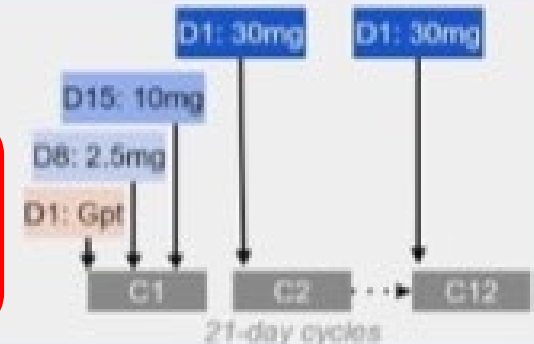 D1: 30mg D1: 30mg
D15: 10mg
D8: 2.5mg
D1: Gpt
C1 C2 C12
21-day cycles